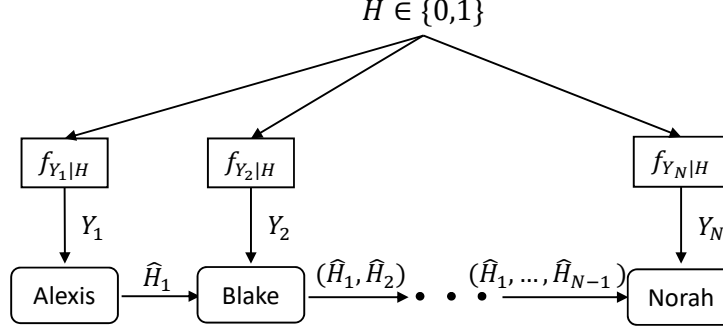 H ∈ {0,1}
f_{Y_1|H} f_{Y_2|H} f_{Y_N|H}
Y_1 Y_2 Y_N
Ĥ_1 (Ĥ_1, Ĥ_2) (Ĥ_1, …, Ĥ_{N−1})
Alexis Blake • • • Norah